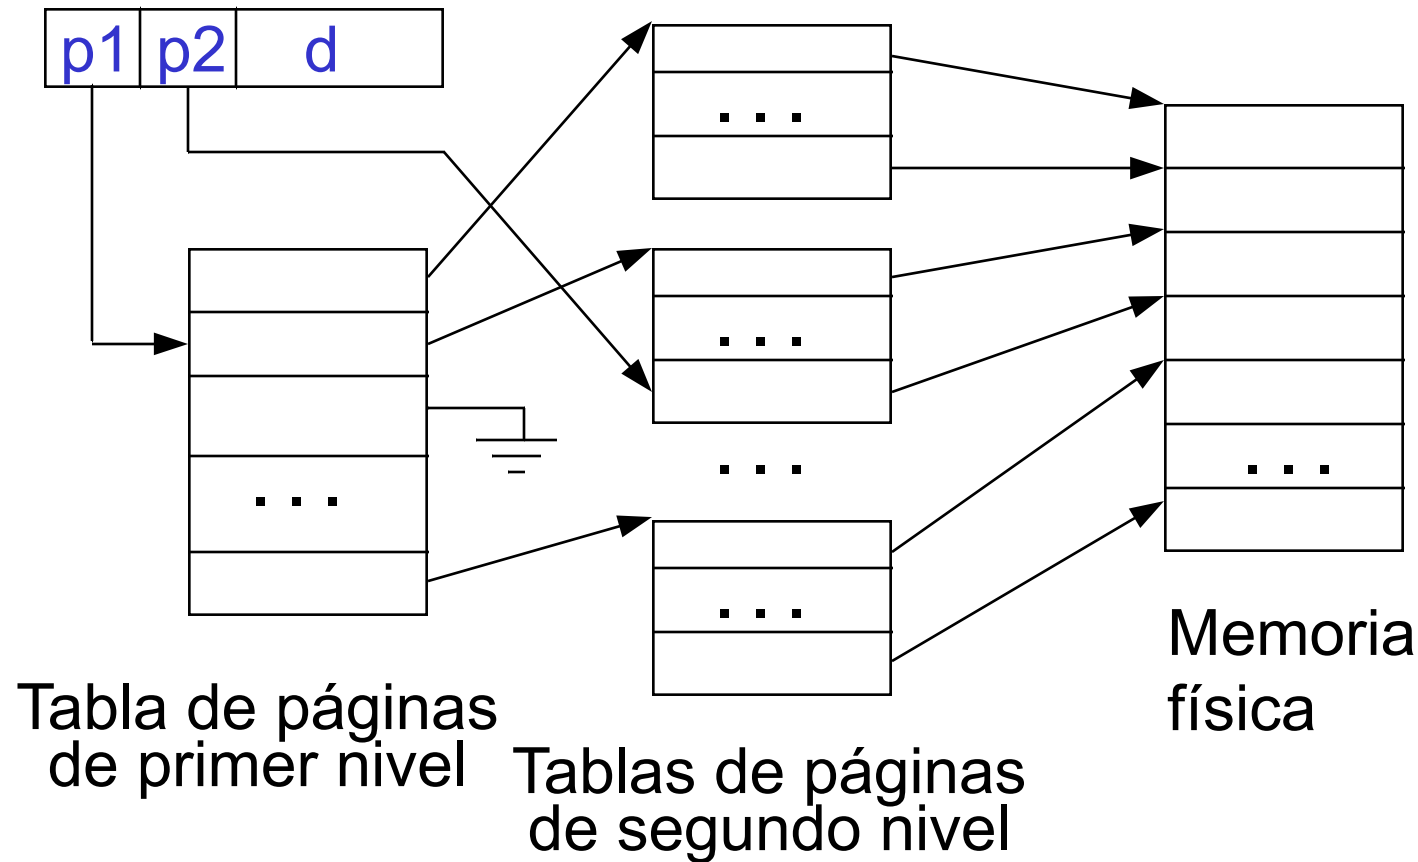 p1 p2 d
. . .
. . .
. . .
. . .
. . .
. . .
Memoria
física
Tabla de páginas
de primer nivel
Tablas de páginas
de segundo nivel